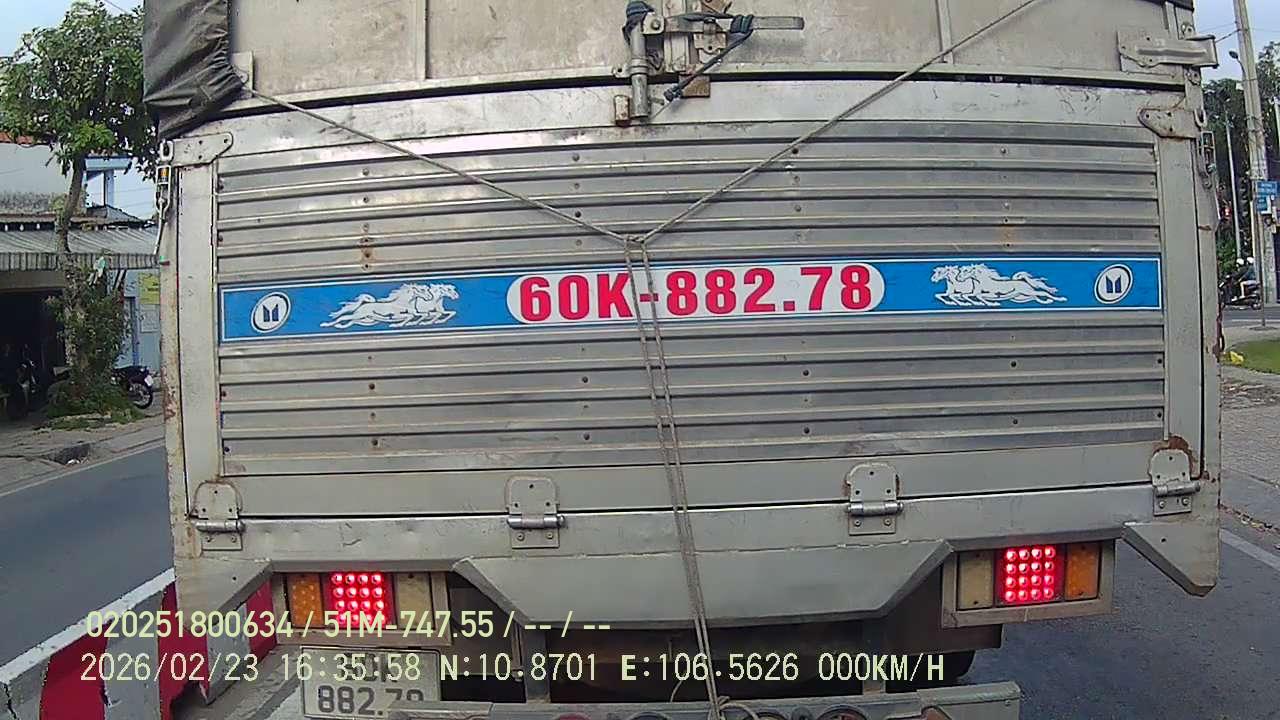 60K-882.78
020251800634 / 51M-747.55 / -- / --
2026/02/23 16:35:58 N:10.8701 E:106.5626 000KM/H
882.78